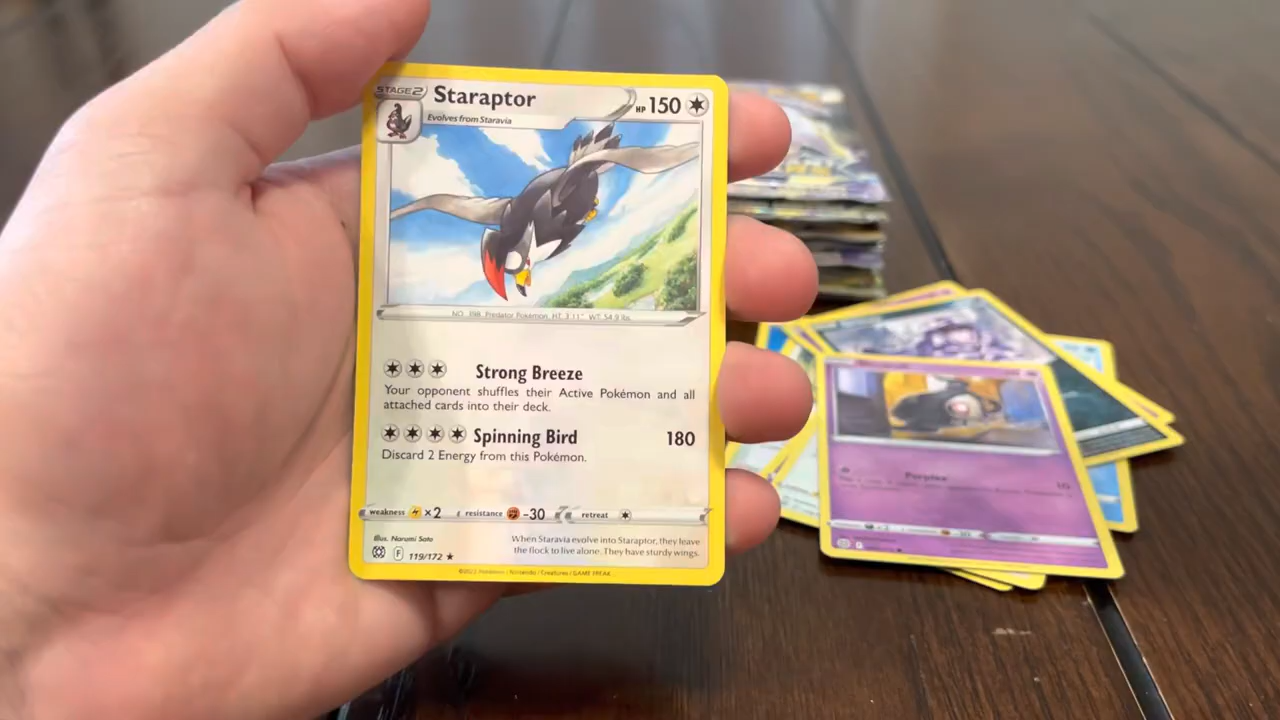 STAGE 2
Staraptor
HP 150
Evolves from Staravia
NO. 398 Predator Pokémon HT: 3'11" WT: 54.9 lbs.
Strong Breeze
Your opponent shuffles their Active Pokémon and all
attached cards into their deck.
Spinning Bird 180
Discard 2 Energy from this Pokémon.
weakness ×2 resistance -30 retreat
Illus. Narumi Sato
When Staravia evolve into Staraptor, they leave
the flock to live alone. They have sturdy wings.
F 119/172 ★
©2022 Pokémon / Nintendo / Creatures / GAME FREAK
10